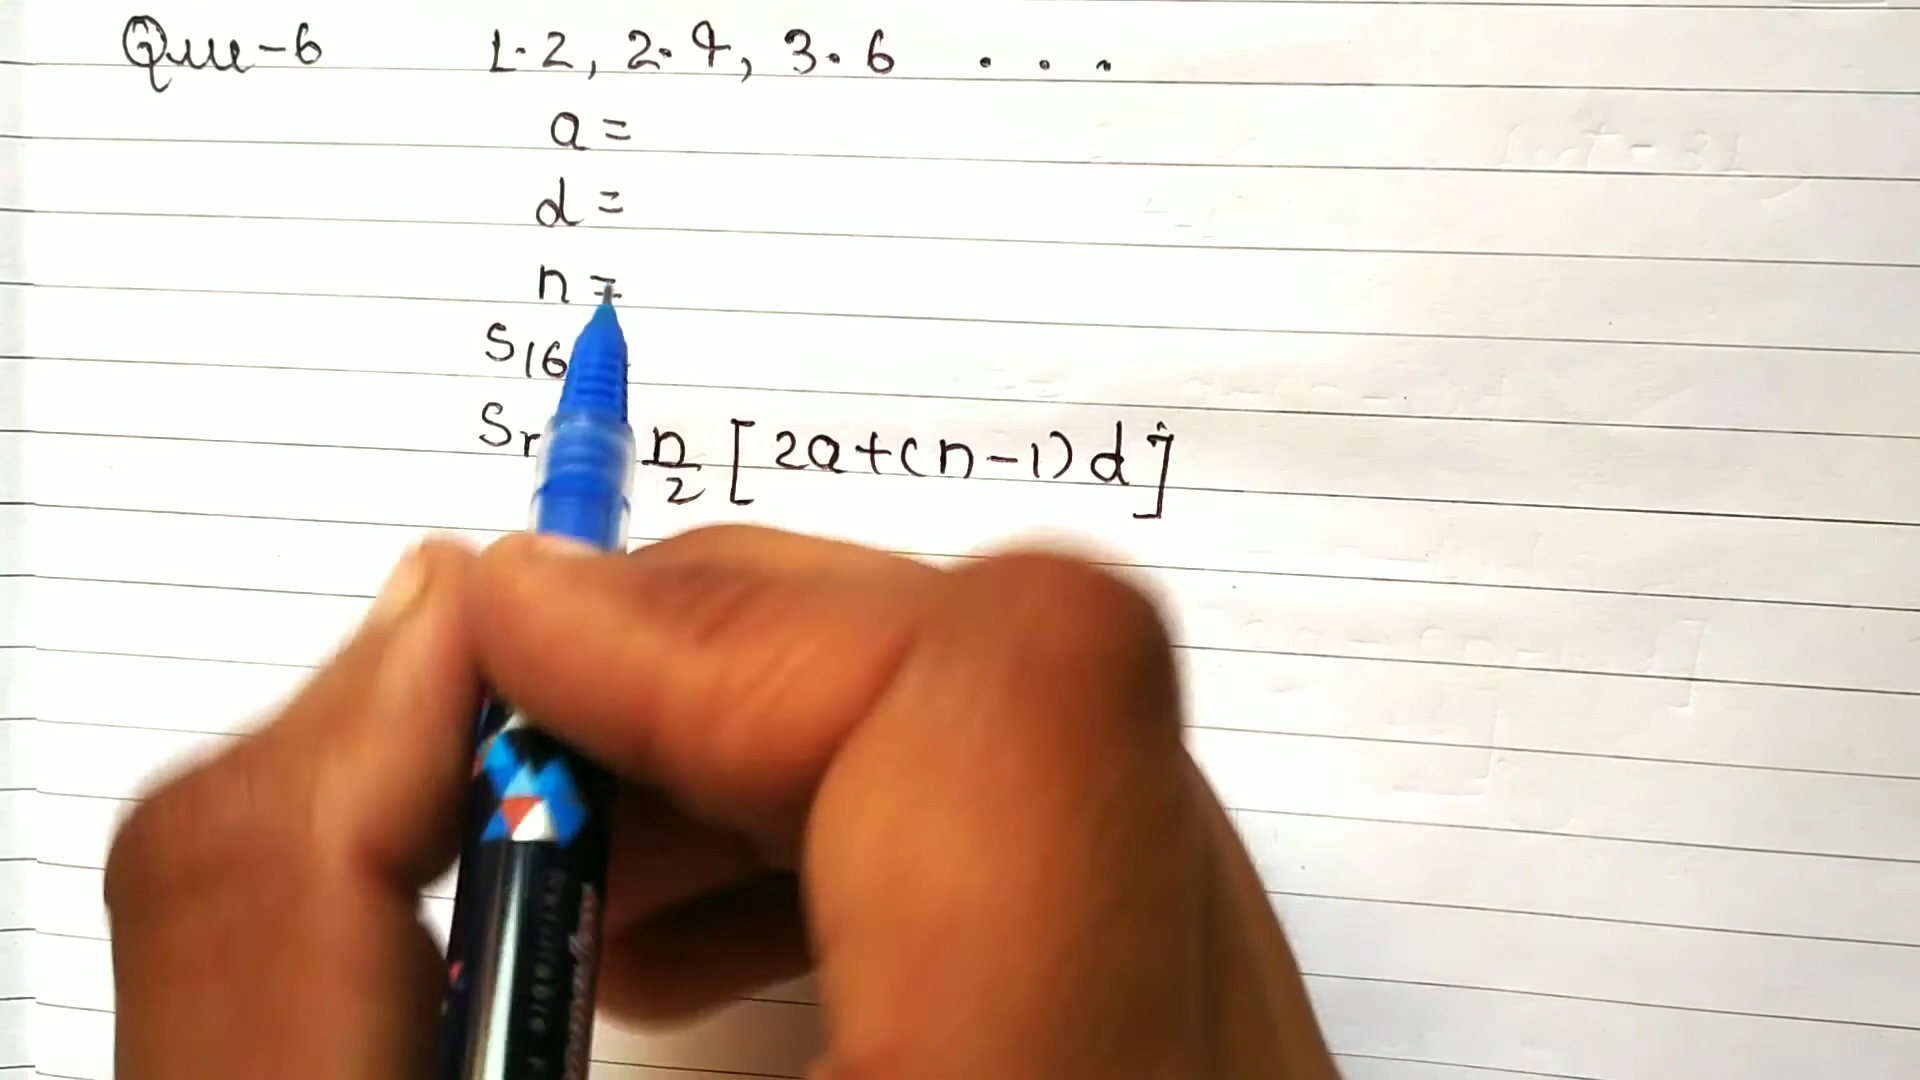 Que-6 1.2, 2.4, 3.6 . . .
a =
d =
n =
S16
Sn n/2 [2a+(n-1)d]